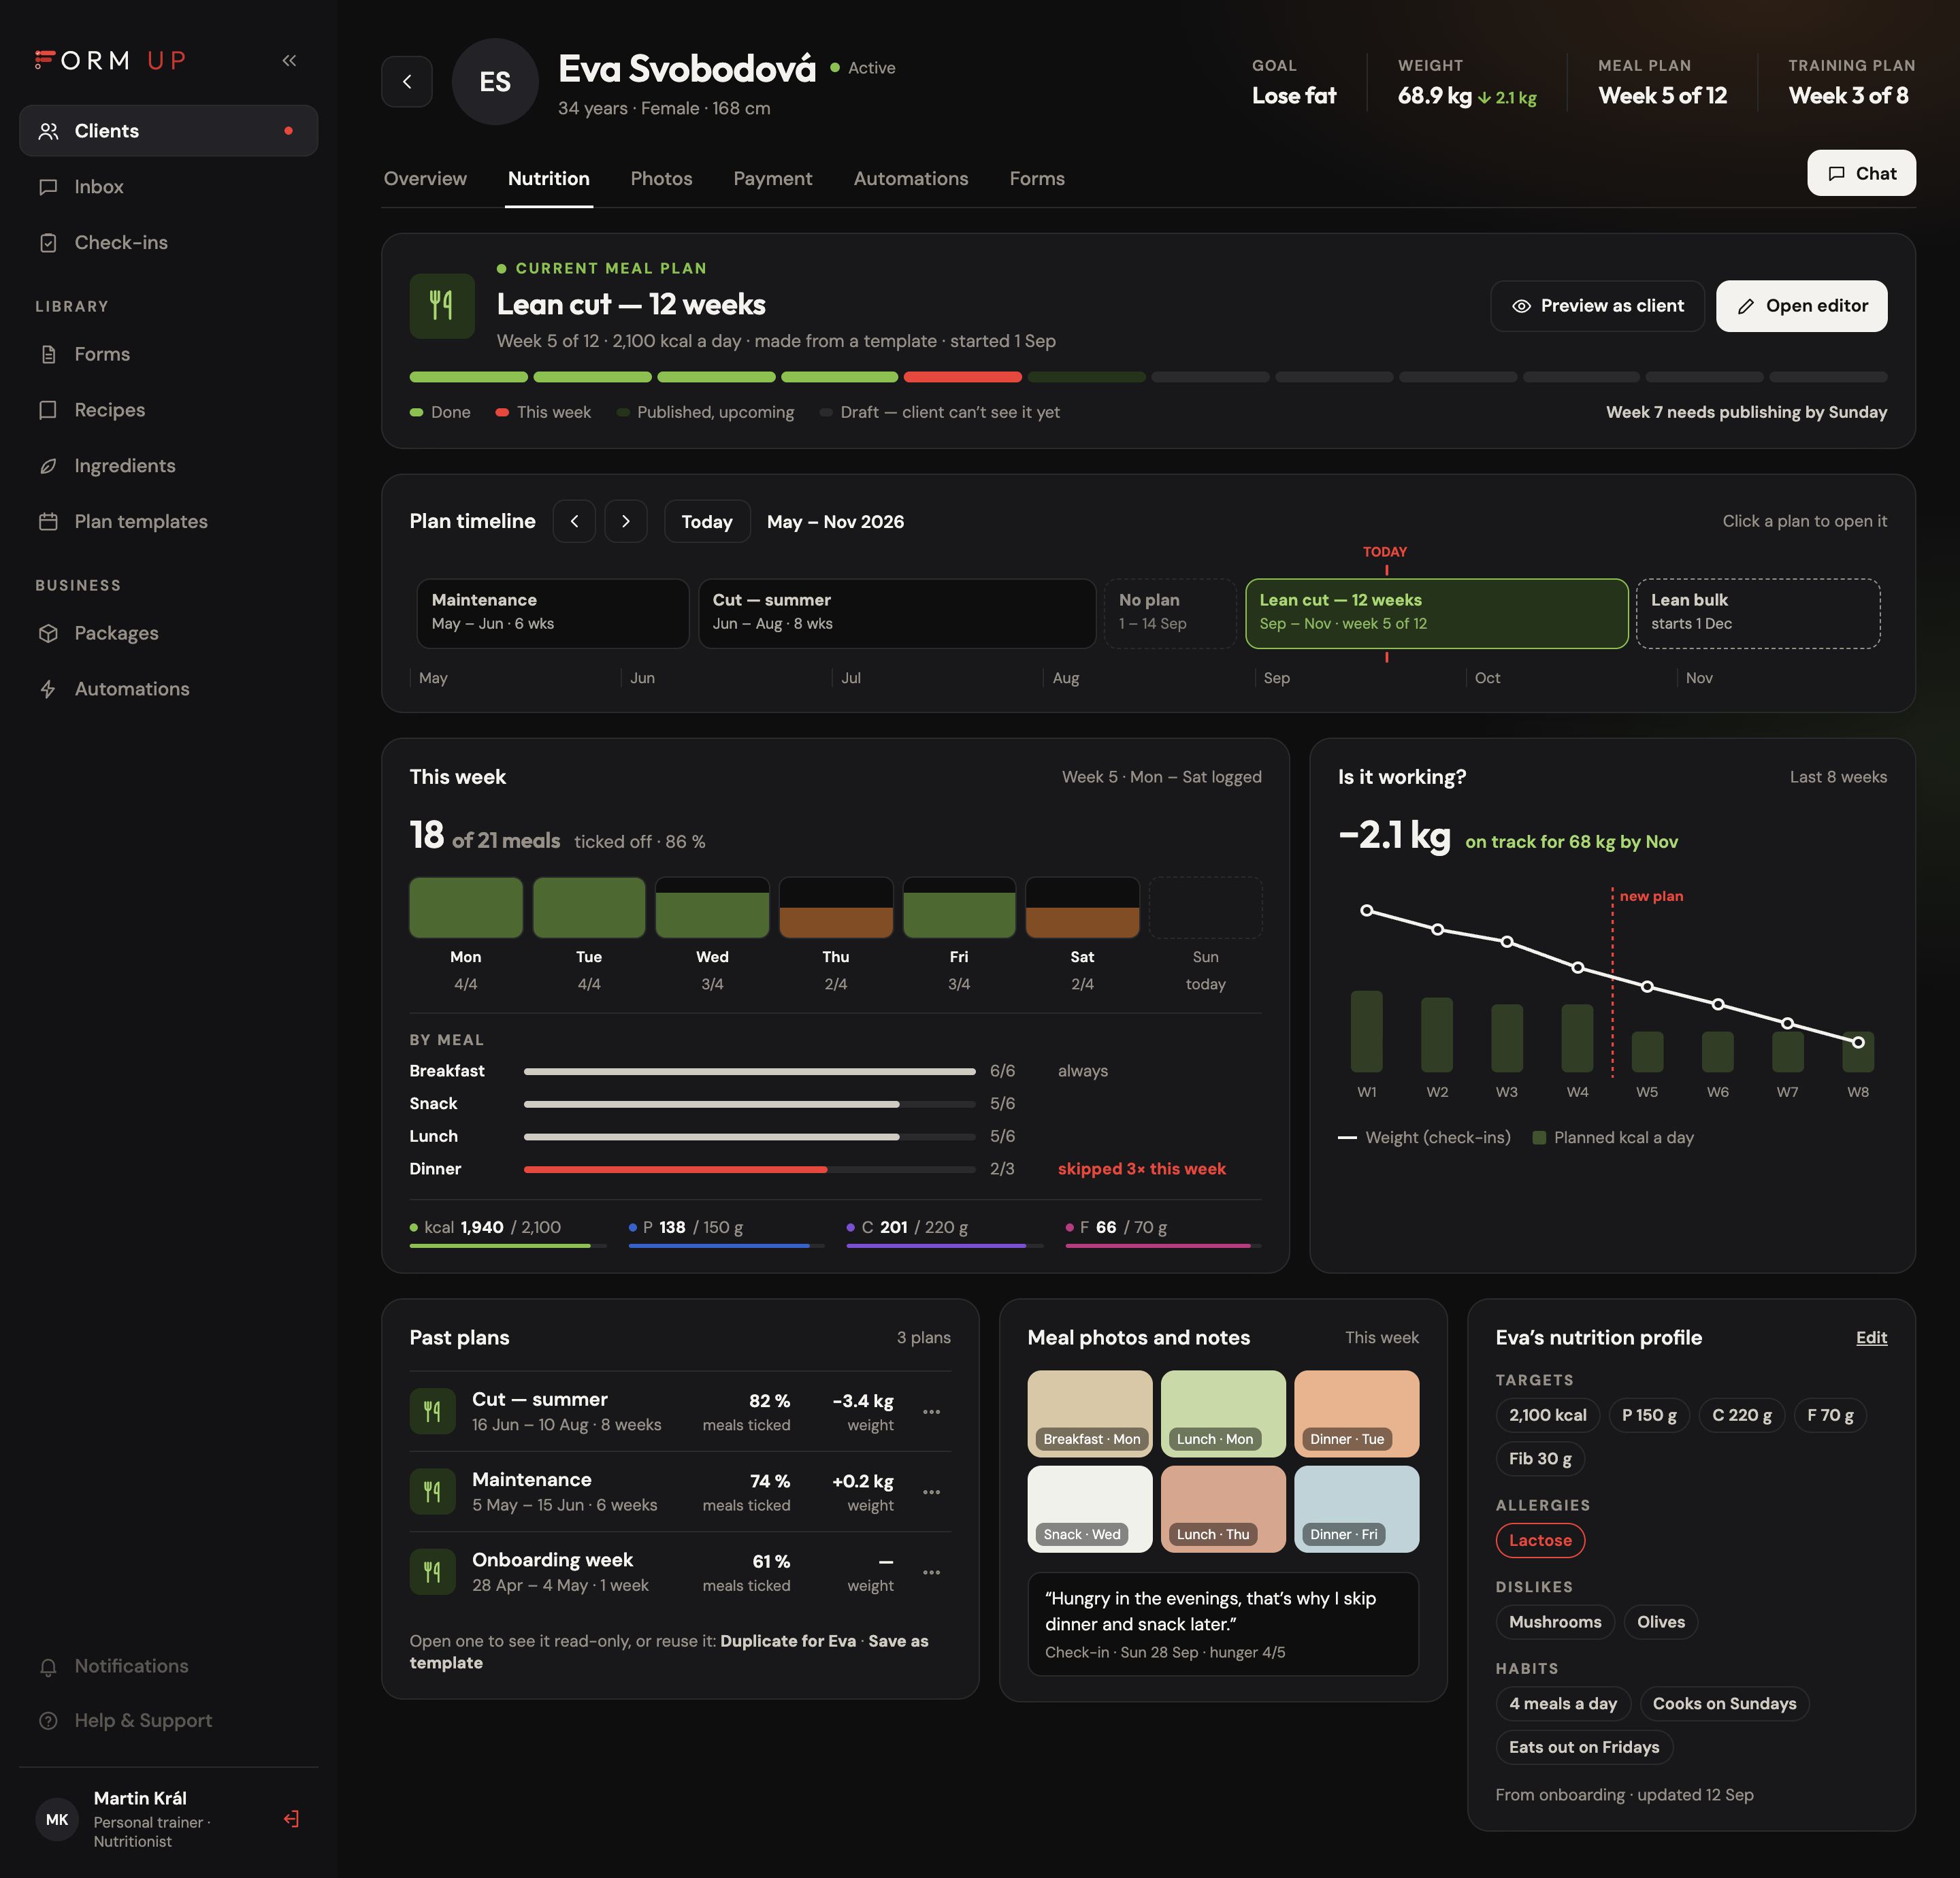 FORM UP
Clients
Inbox
Check-ins
LIBRARY
Forms
Recipes
Ingredients
Plan templates
BUSINESS
Packages
Automations
Notifications
Help & Support
MK
Martin Král
Personal trainer ·
Nutritionist
ES
Eva Svobodová
Active
34 years · Female · 168 cm
GOAL
Lose fat
WEIGHT
68.9 kg ↓ 2.1 kg
MEAL PLAN
Week 5 of 12
TRAINING PLAN
Week 3 of 8
Overview
Nutrition
Photos
Payment
Automations
Forms
Chat
CURRENT MEAL PLAN
Lean cut — 12 weeks
Week 5 of 12 · 2,100 kcal a day · made from a template · started 1 Sep
Preview as client
Open editor
Done
This week
Published, upcoming
Draft — client can’t see it yet
Week 7 needs publishing by Sunday
Plan timeline
Today
May – Nov 2026
Click a plan to open it
TODAY
Maintenance
May – Jun · 6 wks
Cut — summer
Jun – Aug · 8 wks
No plan
1 – 14 Sep
Lean cut — 12 weeks
Sep – Nov · week 5 of 12
Lean bulk
starts 1 Dec
May
Jun
Jul
Aug
Sep
Oct
Nov
This week
Week 5 · Mon – Sat logged
18 of 21 meals ticked off · 86 %
Mon
Tue
Wed
Thu
Fri
Sat
Sun
4/4
4/4
3/4
2/4
3/4
2/4
today
BY MEAL
Breakfast 6/6 always
Snack 5/6
Lunch 5/6
Dinner 2/3 skipped 3× this week
kcal 1,940 / 2,100
P 138 / 150 g
C 201 / 220 g
F 66 / 70 g
Is it working?
Last 8 weeks
−2.1 kg on track for 68 kg by Nov
new plan
W1
W2
W3
W4
W5
W6
W7
W8
Weight (check-ins)
Planned kcal a day
Past plans
3 plans
Cut — summer
16 Jun – 10 Aug · 8 weeks
82 %
meals ticked
−3.4 kg
weight
Maintenance
5 May – 15 Jun · 6 weeks
74 %
meals ticked
+0.2 kg
weight
Onboarding week
28 Apr – 4 May · 1 week
61 %
meals ticked
—
weight
Open one to see it read-only, or reuse it: Duplicate for Eva · Save as
template
Meal photos and notes
This week
Breakfast · Mon
Lunch · Mon
Dinner · Tue
Snack · Wed
Lunch · Thu
Dinner · Fri
“Hungry in the evenings, that’s why I skip
dinner and snack later.”
Check-in · Sun 28 Sep · hunger 4/5
Eva’s nutrition profile
Edit
TARGETS
2,100 kcal
P 150 g
C 220 g
F 70 g
Fib 30 g
ALLERGIES
Lactose
DISLIKES
Mushrooms
Olives
HABITS
4 meals a day
Cooks on Sundays
Eats out on Fridays
From onboarding · updated 12 Sep